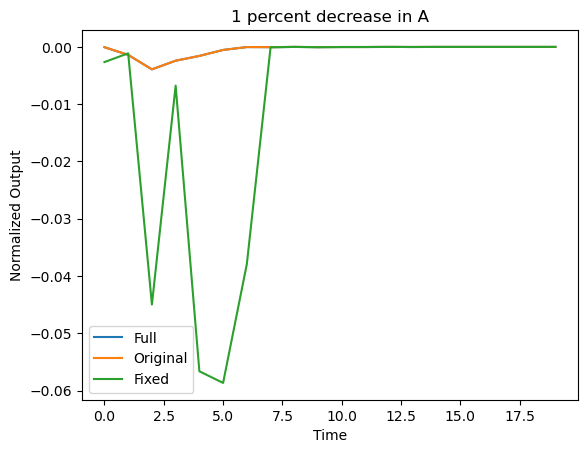 1 percent decrease in A
Normalized Output
0.00
−0.01
−0.02
−0.03
−0.04
−0.05
−0.06
Full
Original
Fixed
0.0 2.5 5.0 7.5 10.0 12.5 15.0 17.5
Time